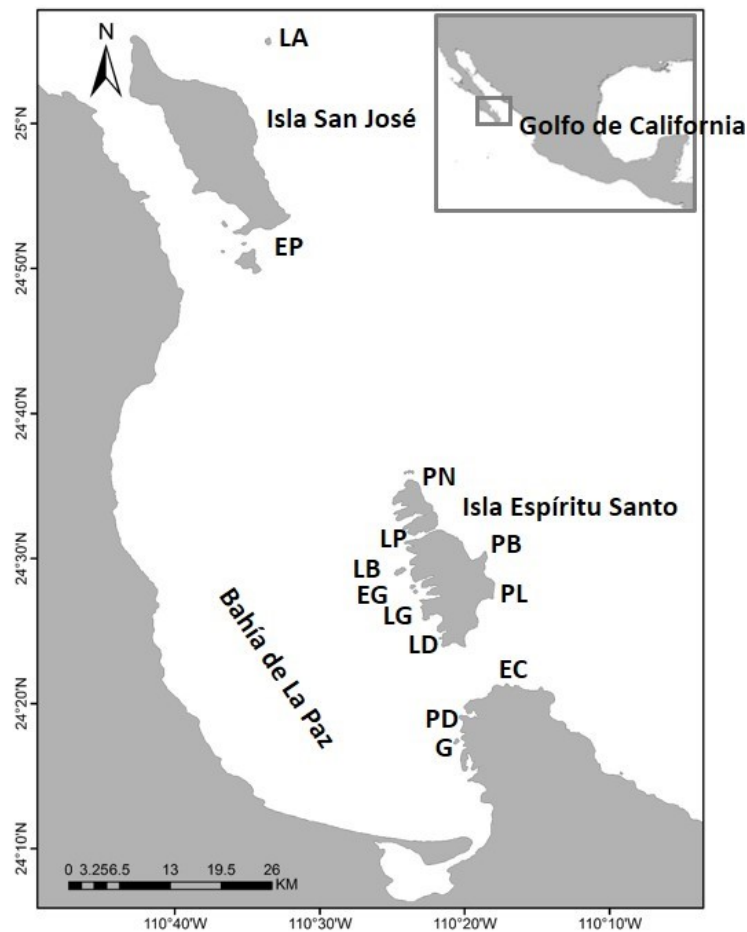 N
LA
Isla San José
Golfo de California
EP
PN
Isla Espíritu Santo
LP
PB
LB
EG
PL
LG
LD
EC
Bahía de La Paz
PD
G
0 3.25 6.5 13 19.5 26
KM
25°N
24°50'N
24°40'N
24°30'N
24°20'N
24°10'N
110°40'W 110°30'W 110°20'W 110°10'W